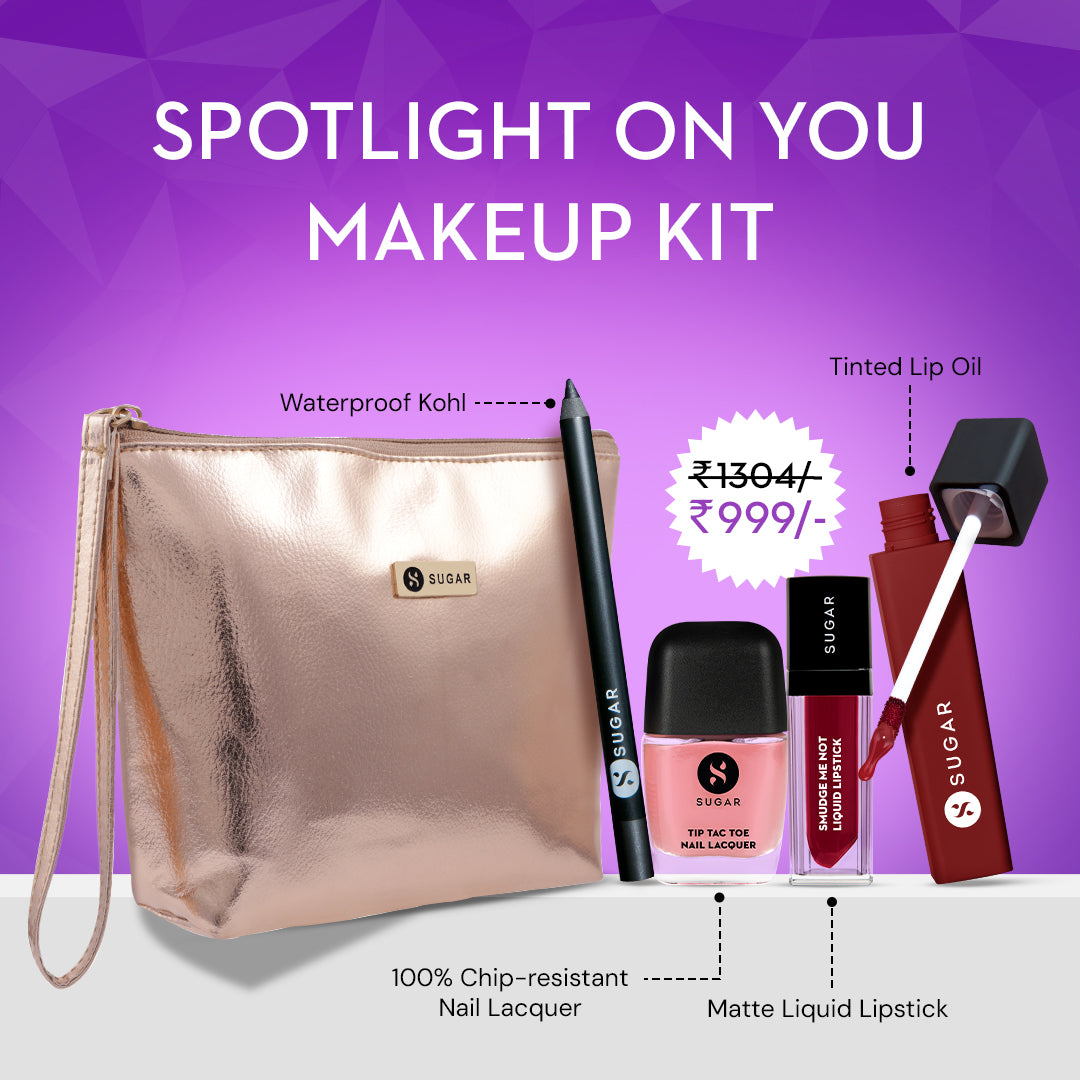 SPOTLIGHT ON YOU
MAKEUP KIT
Tinted Lip Oil
Waterproof Kohl
₹1304/-
₹999/-
SUGAR
SUGAR
SUGAR
TIP TAC TOE
NAIL LACQUER
SUGAR
SMUDGE ME NOT
LIQUID LIPSTICK
SUGAR
100% Chip-resistant
Nail Lacquer
Matte Liquid Lipstick